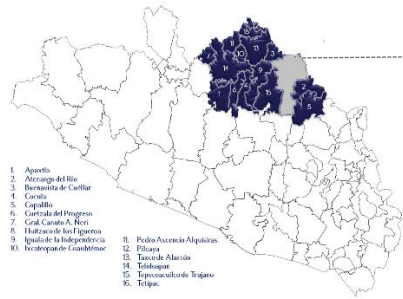 1. Apaxtla
2. Atenango del Río
3. Buenavista de Cuéllar
4. Cocula
5. Copalillo
6. Cuetzala del Progreso
7. Gral. Canuto A. Neri
8. Huitzuco de los Figueroa
9. Iguala de la Independencia
10. Ixcateopan de Cuauhtémoc
11. Pedro Ascencio Alquisiras
12. Pilcaya
13. Taxco de Alarcón
14. Teloloapan
15. Tepecoacuilco de Trujano
16. Tetipac